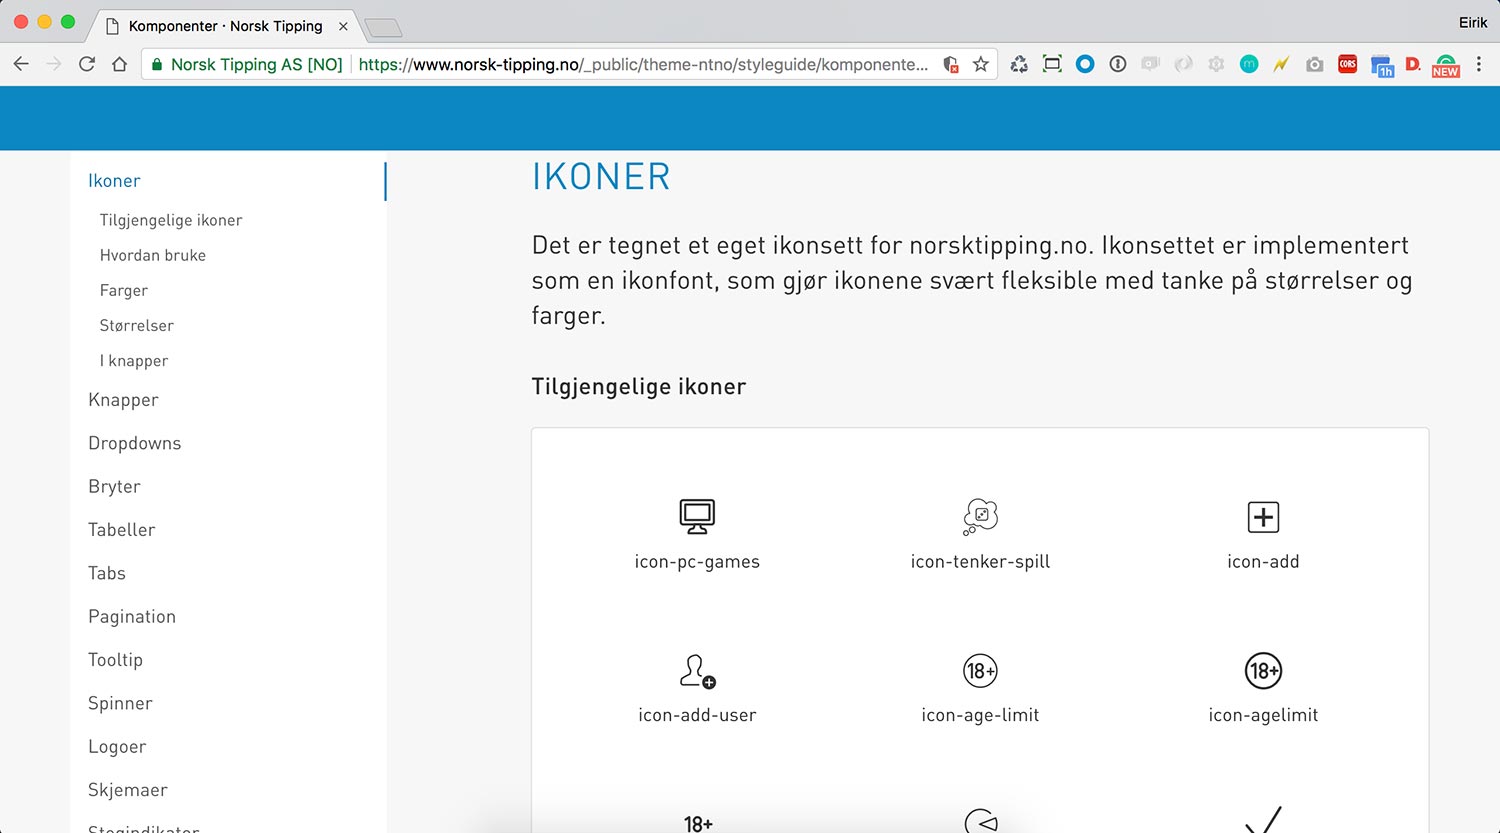 Komponenter · Norsk Tipping
Eirik
Norsk Tipping AS [NO]
https://www.norsk-tipping.no/_public/theme-ntno/styleguide/komponente...
CORS
1h
D.
NEW
Ikoner
Tilgjengelige ikoner
Hvordan bruke
Farger
Størrelser
I knapper
Knapper
Dropdowns
Bryter
Tabeller
Tabs
Pagination
Tooltip
Spinner
Logoer
Skjemaer
Stegindikator
IKONER
Det er tegnet et eget ikonsett for norsktipping.no. Ikonsettet er implementert
som en ikonfont, som gjør ikonene svært fleksible med tanke på størrelser og
farger.
Tilgjengelige ikoner
icon-pc-games
icon-tenker-spill
icon-add
18+
18+
icon-add-user
icon-age-limit
icon-agelimit
18+